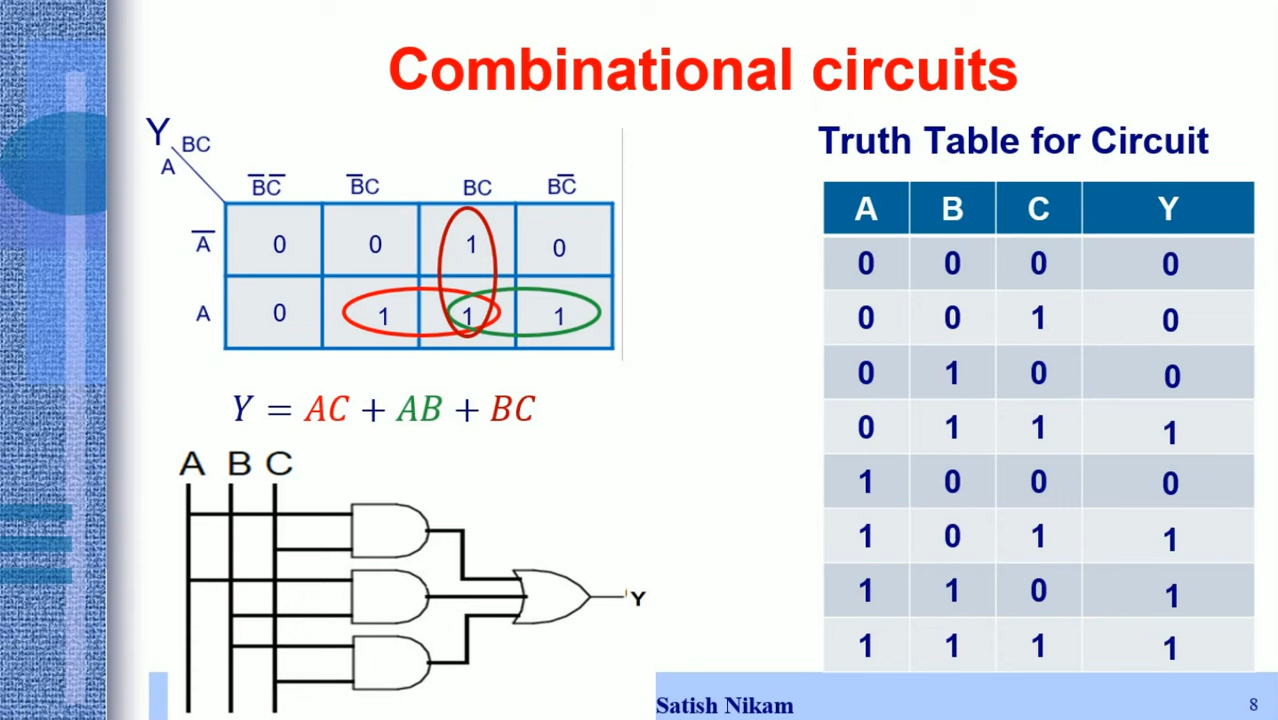 Combinational circuits
Y BC
A
B̅C̅ B̅C BC BC̅
A̅ 0 0 1 0
A 0 1 1 1
Y = AC + AB + BC
A B C
Y
Truth Table for Circuit
A B C Y
0 0 0 0
0 0 1 0
0 1 0 0
0 1 1 1
1 0 0 0
1 0 1 1
1 1 0 1
1 1 1 1
Satish Nikam
8